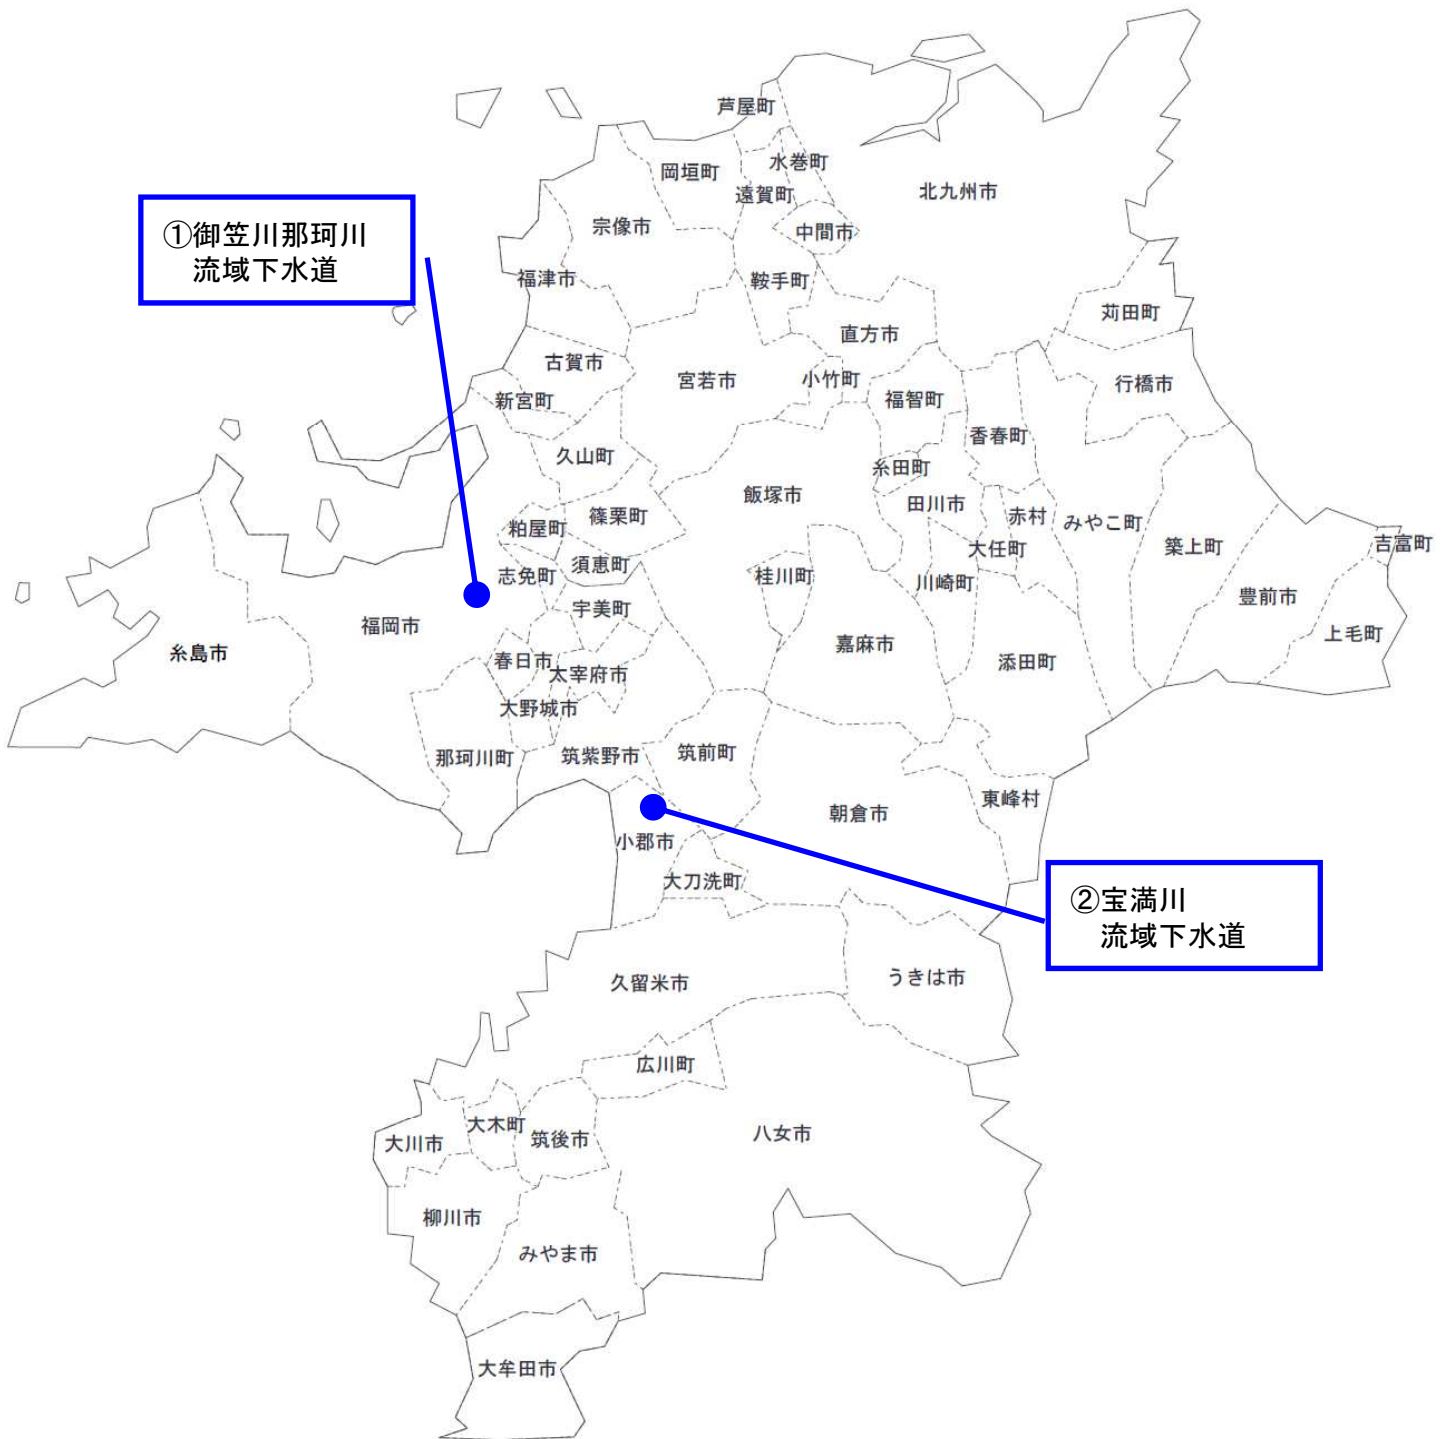 芦屋町
水巻町
岡垣町
遠賀町
北九州市
①御笠川那珂川
流域下水道
宗像市
中間市
福津市
鞍手町
苅田町
直方市
古賀市
宮若市
小竹町
行橋市
新宮町
福智町
香春町
久山町
糸田町
飯塚市
田川市
赤村
みやこ町
粕屋町
篠栗町
大任町
築上町
吉富町
須恵町
志免町
桂川町
川崎町
宇美町
豊前市
福岡市
上毛町
糸島市
嘉麻市
春日市
太宰府市
添田町
大野城市
那珂川町
筑紫野市
筑前町
東峰村
朝倉市
小郡市
大刀洗町
②宝満川
流域下水道
久留米市
うきは市
広川町
大木町
大川市
筑後市
八女市
柳川市
みやま市
大牟田市